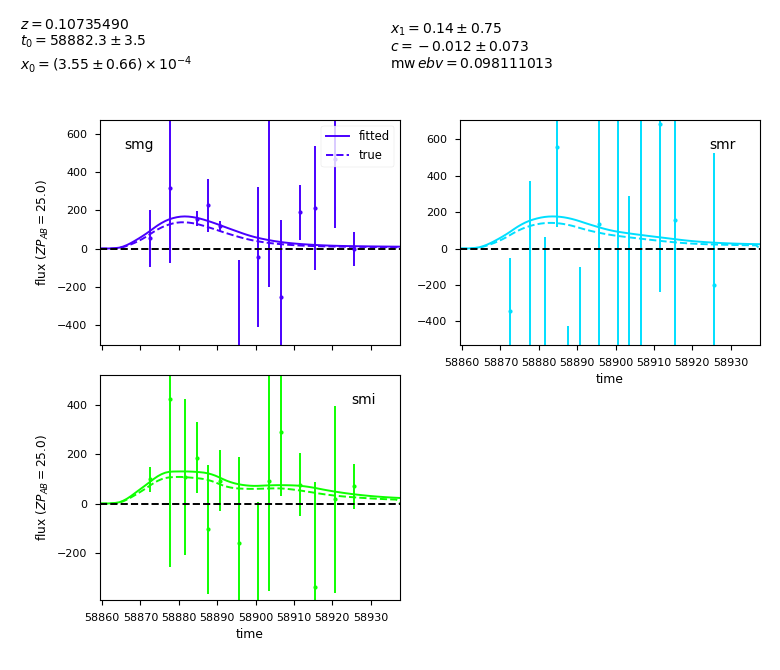 z = 0.10735490
t₀ = 58882.3 ± 3.5
x₀ = (3.55 ± 0.66) × 10⁻⁴
x₁ = 0.14 ± 0.75
c = −0.012 ± 0.073
mw ebv = 0.098111013
smg
fitted
true
flux (ZP_AB = 25.0)
600
400
200
0
−200
−400
smr
600
400
200
0
−200
−400
58860 58870 58880 58890 58900 58910 58920 58930
time
smi
flux (ZP_AB = 25.0)
400
200
0
−200
58860 58870 58880 58890 58900 58910 58920 58930
time